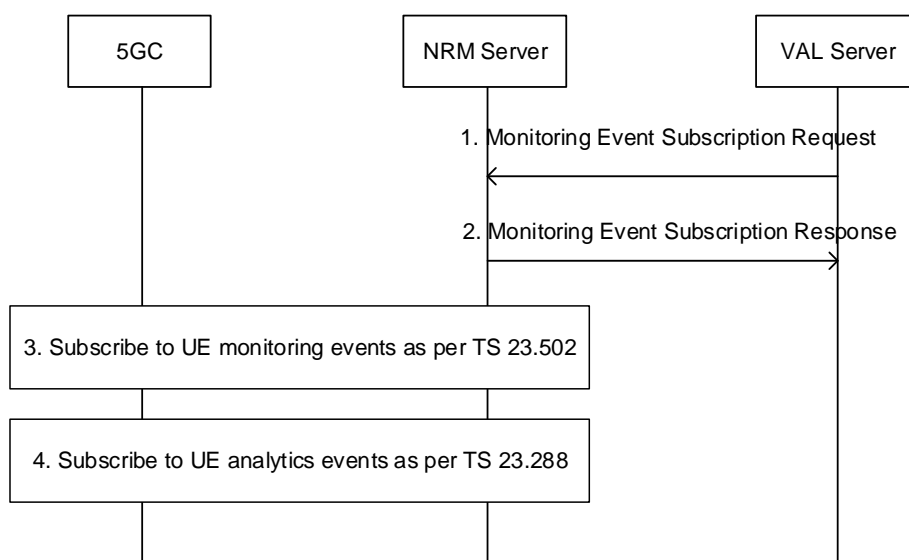 5GC
NRM Server
VAL Server
1. Monitoring Event Subscription Request
2. Monitoring Event Subscription Response
3. Subscribe to UE monitoring events as per TS 23.502
4. Subscribe to UE analytics events as per TS 23.288